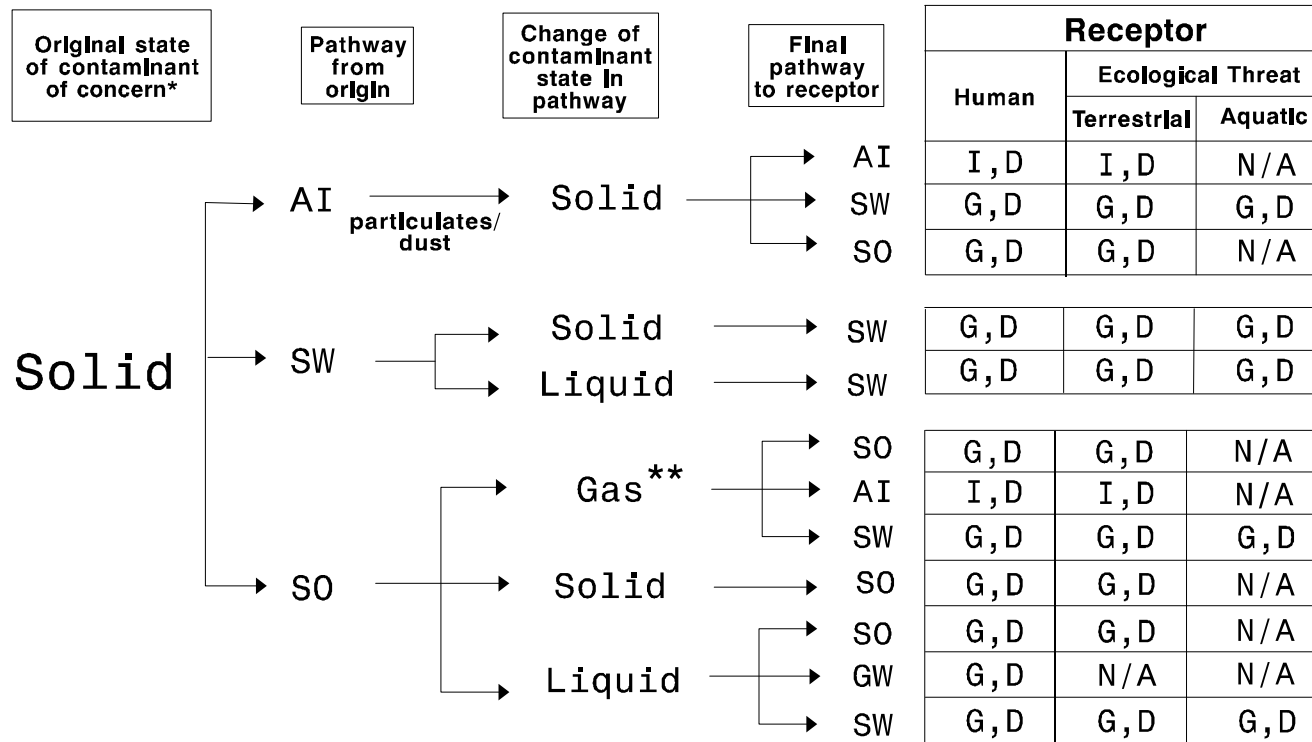 Original state
of contaminant
of concern*
Pathway
from
origin
Change of
contaminant
state in
pathway
Final
pathway
to receptor
Receptor
Human
Ecological Threat
Terrestrial Aquatic
Solid
AI
particulates/
dust
Solid
AI I,D I,D N/A
SW G,D G,D G,D
SO G,D G,D N/A
SW
Solid SW G,D G,D G,D
Liquid SW G,D G,D G,D
SO
Gas**
SO G,D G,D N/A
AI I,D I,D N/A
SW G,D G,D G,D
Solid SO G,D G,D N/A
Liquid
SO G,D G,D N/A
GW G,D N/A N/A
SW G,D G,D G,D